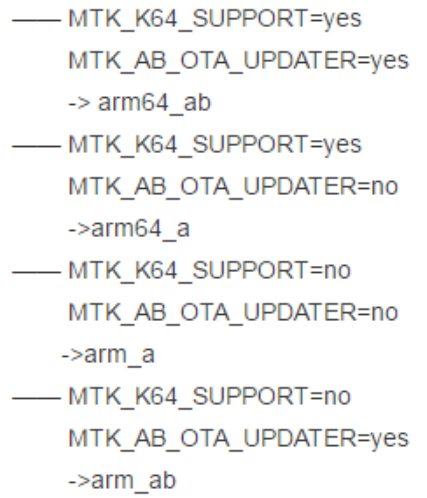 —— MTK_K64_SUPPORT=yes
MTK_AB_OTA_UPDATER=yes
-> arm64_ab
—— MTK_K64_SUPPORT=yes
MTK_AB_OTA_UPDATER=no
->arm64_a
—— MTK_K64_SUPPORT=no
MTK_AB_OTA_UPDATER=no
->arm_a
—— MTK_K64_SUPPORT=no
MTK_AB_OTA_UPDATER=yes
->arm_ab